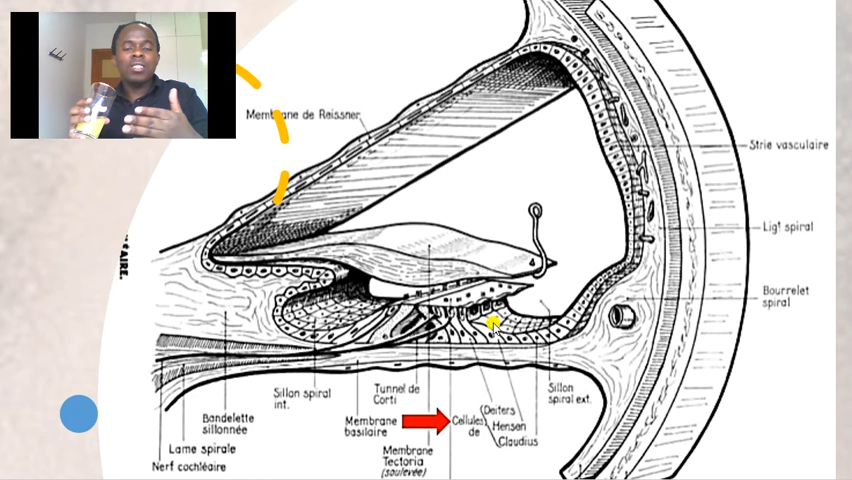 Membrane de Reissner
Strie vasculaire
Ligt spiral
Bourrelet
spiral
ÉAIRE.
Sillon spiral
int.
Tunnel de
Corti
Sillon
spiral ext.
Bandelette
sillonnée
Membrane
basilaire
Cellules
de
Deiters
Hensen
Claudius
Lame spirale
Nerf cochléaire
Membrane
Tectoria
(soulevée)